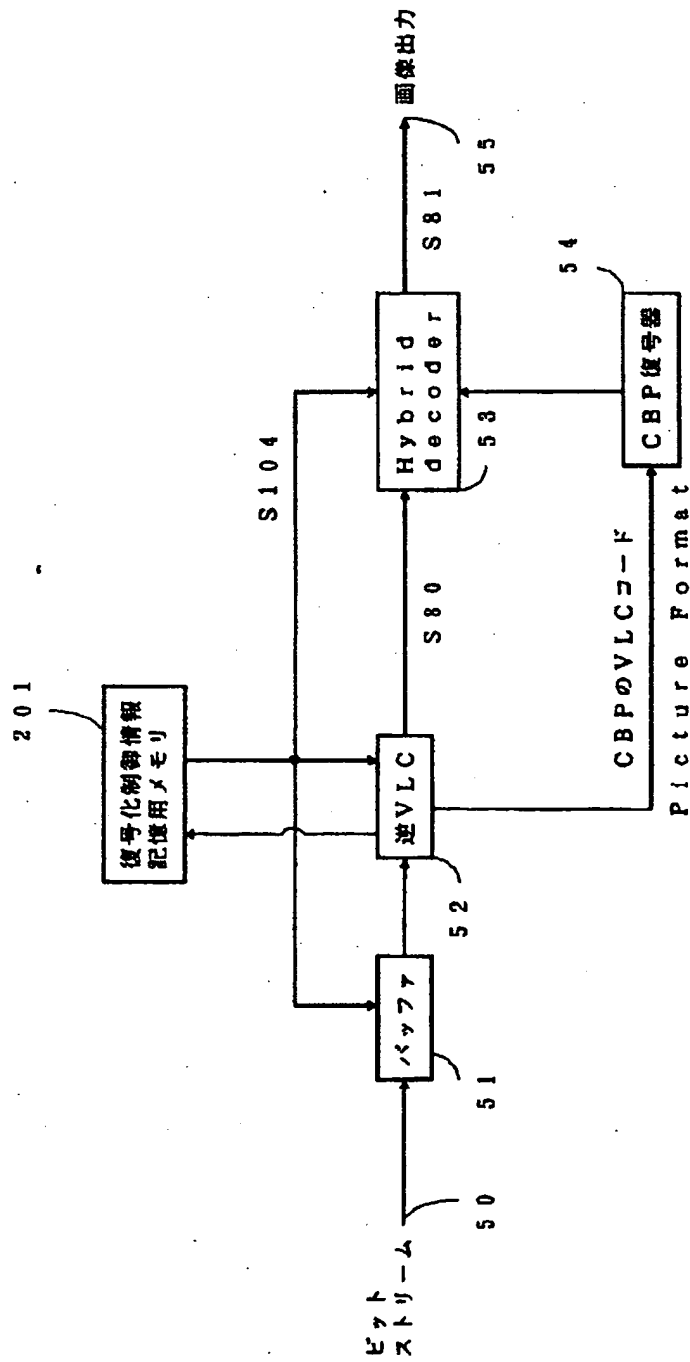 201
復号化制御情報
記憶用メモリ
S104
ビット
ストリーム
50
バッファ
51
逆VLC
52
S80
Hybrid
decoder
53
S81
55
画像出力
CBPのVLCコード
Picture Format
CBP復号器
54